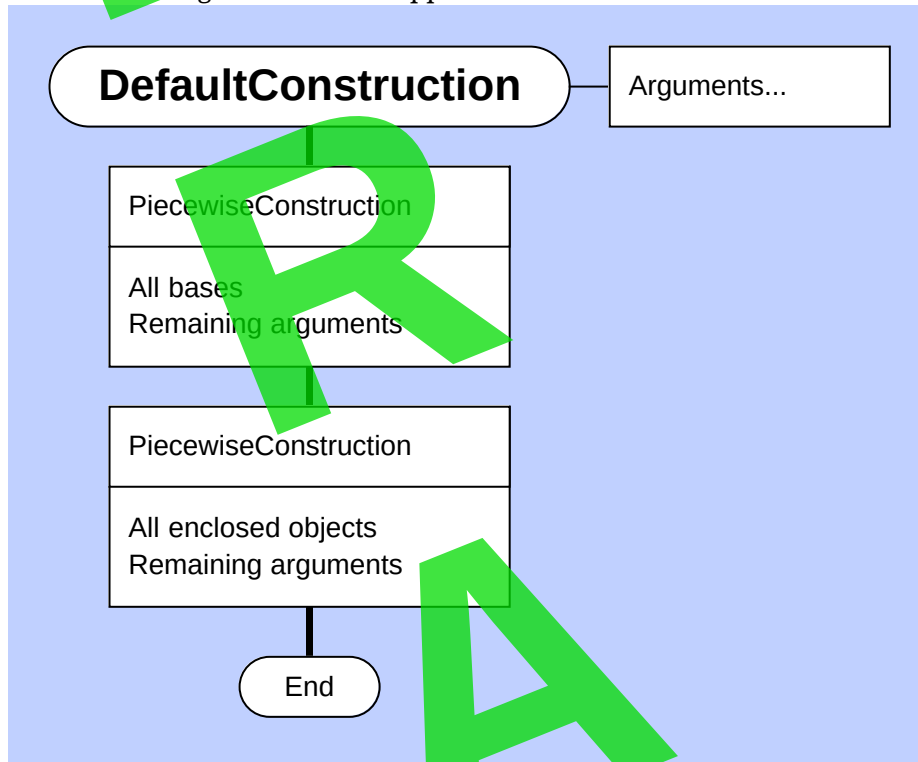 DefaultConstruction
Arguments...
PiecewiseConstruction
All bases
Remaining arguments
PiecewiseConstruction
All enclosed objects
Remaining arguments
End
R
A